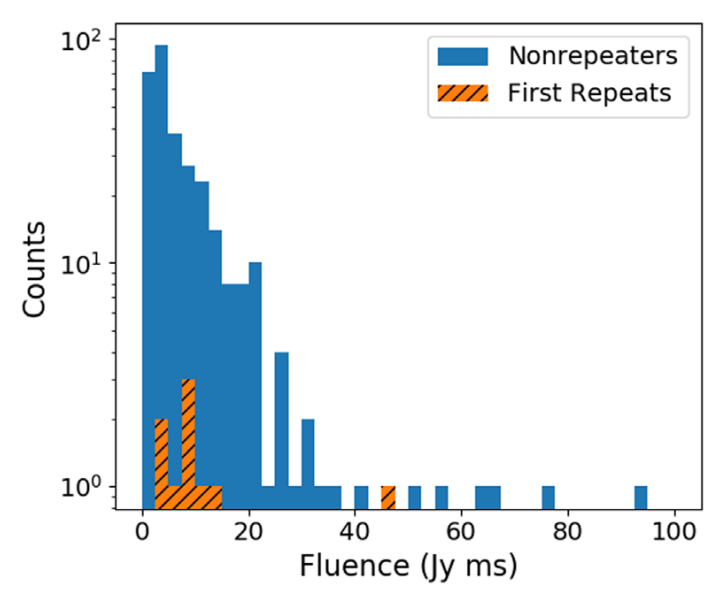 Nonrepeaters
First Repeats
10²
10¹
10⁰
Counts
0 20 40 60 80 100
Fluence (Jy ms)